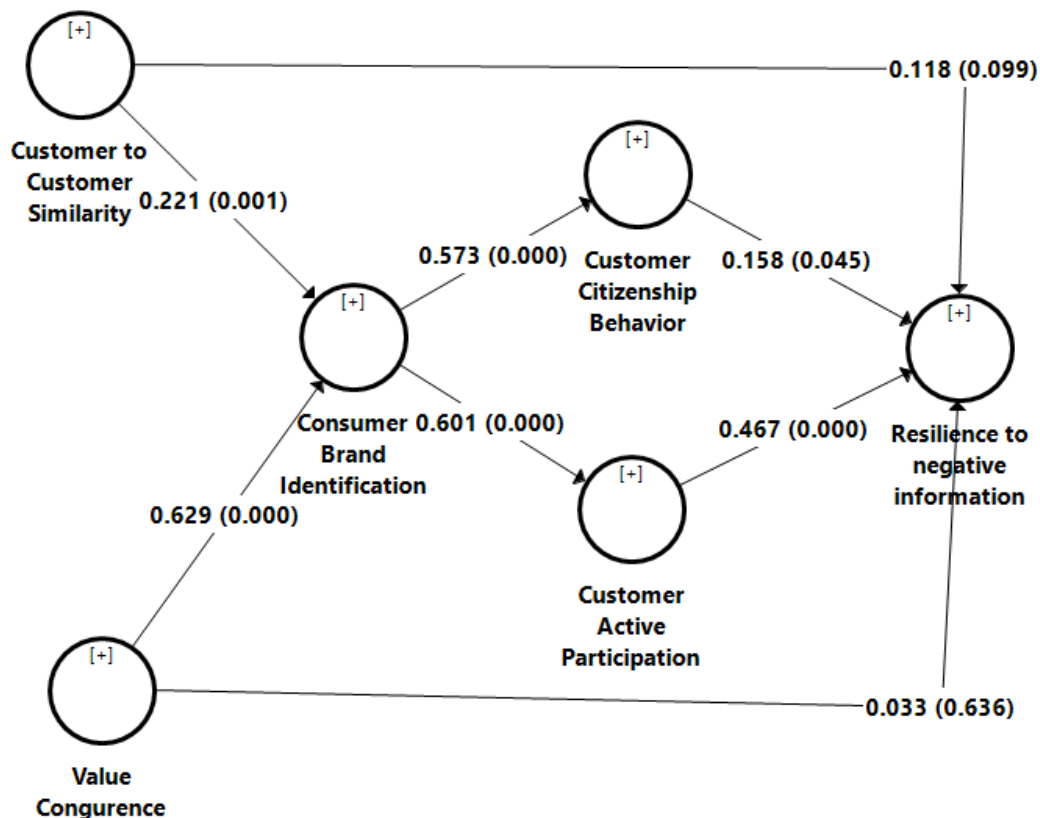 [+]
0.118 (0.099)
Customer to
Customer
Similarity
0.221 (0.001)
[+]
0.573 (0.000)
Customer
Citizenship
Behavior
0.158 (0.045)
[+]
[+]
Consumer
Brand
Identification
0.601 (0.000)
0.467 (0.000)
Resilience to
negative
information
[+]
0.629 (0.000)
Customer
Active
Participation
[+]
0.033 (0.636)
Value
Congurence